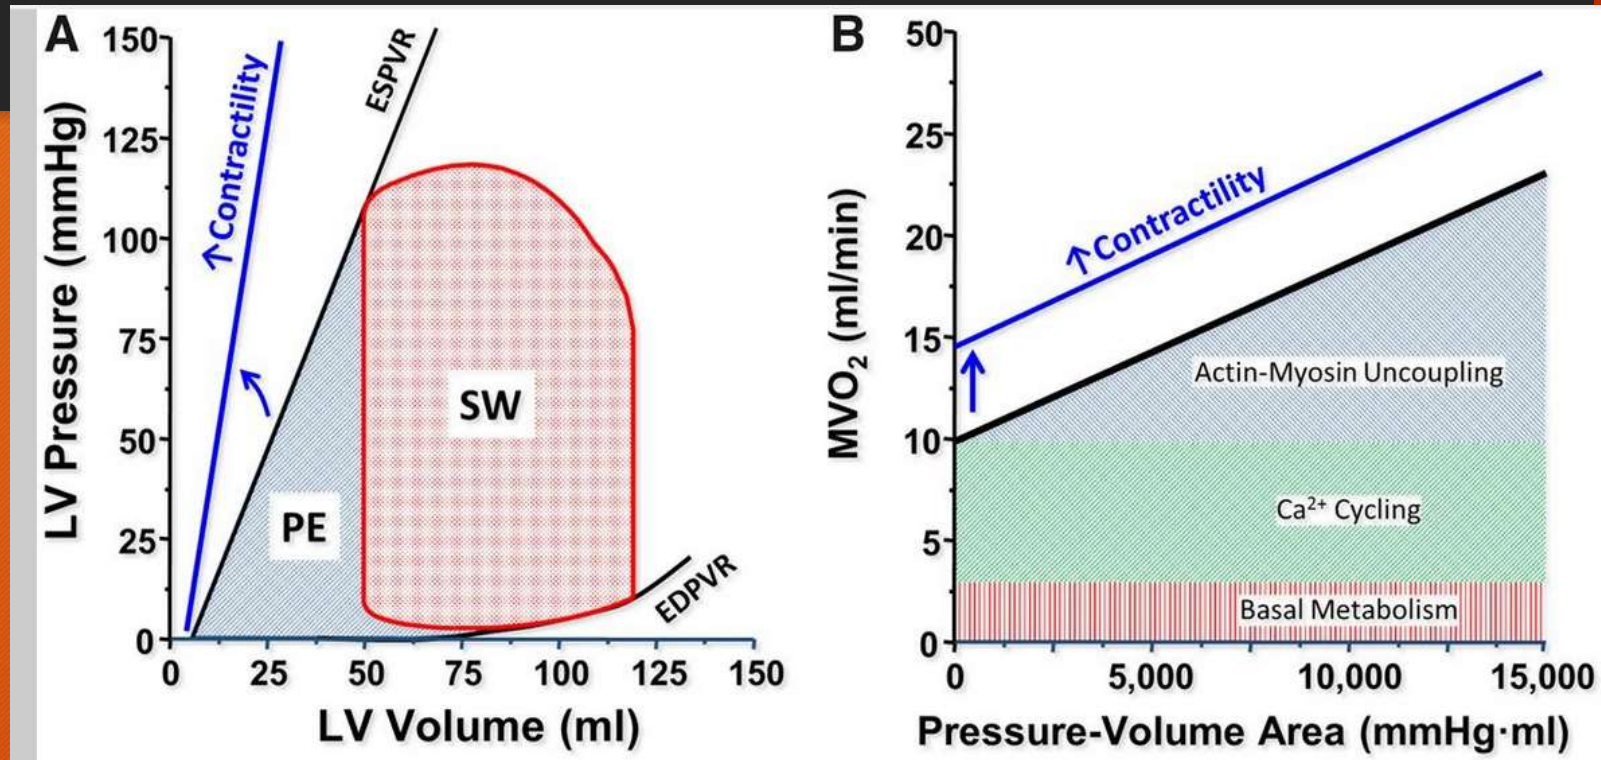 A
150
125
100
75
50
25
0
LV Pressure (mmHg)
↑Contractility
ESPVR
SW
PE
EDPVR
0 25 50 75 100 125 150
LV Volume (ml)
B
50
25
20
15
10
5
0
MVO₂ (ml/min)
↑Contractility
Actin-Myosin Uncoupling
Ca²⁺ Cycling
Basal Metabolism
0 5,000 10,000 15,000
Pressure-Volume Area (mmHg·ml)